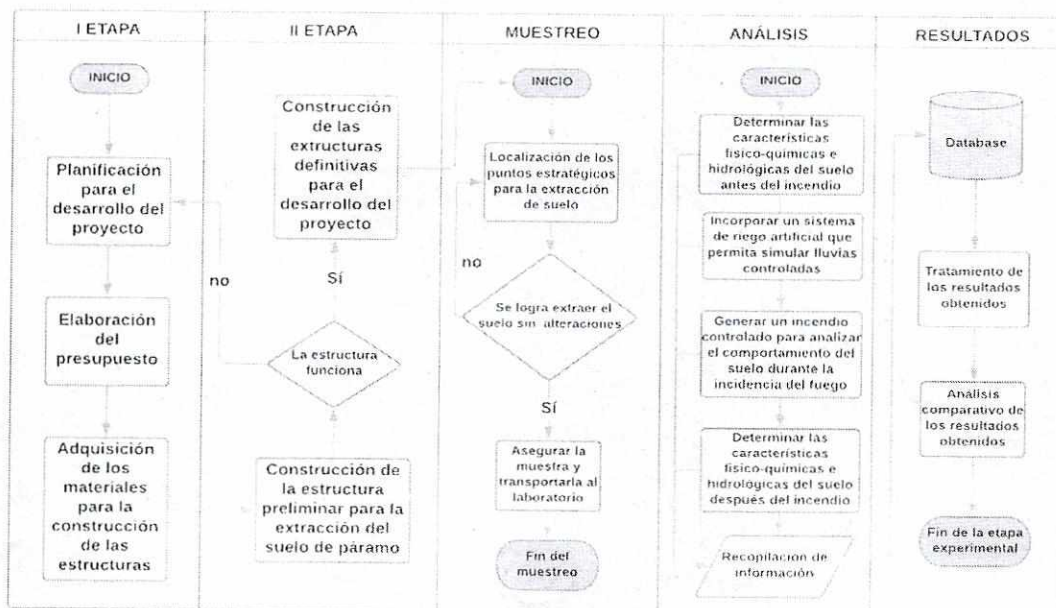 I ETAPA
INICIO
Planificación
para el
desarrollo del
proyecto
Elaboración
del
presupuesto
Adquisición
de los
materiales
para la
construcción
de las
estructuras
II ETAPA
Construcción
de las
extructuras
definitivas
para el
desarrollo del
proyecto
Sí
no
La estructura
funciona
Construcción de
la estructura
preliminar para la
extracción del
suelo de páramo
MUESTREO
INICIO
Localización de los
puntos estratégicos
para la extracción
de suelo
no
Se logra extraer el
suelo sin alteraciones
Sí
Asegurar la
muestra y
transportarla al
laboratorio
Fin del
muestreo
ANÁLISIS
INICIO
Determinar las
características
físico-químicas e
hidrológicas del suelo
antes del incendio
Incorporar un sistema
de riego artificial que
permita simular lluvias
controladas
Generar un incendio
controlado para analizar
el comportamiento del
suelo durante la
incidencia del fuego
Determinar las
características
físico-químicas e
hidrológicas del suelo
después del incendio
Recopilación de
información
RESULTADOS
Database
Tratamiento de
los resultados
obtenidos
Análisis
comparativo de
los resultados
obtenidos
Fin de la etapa
experimental